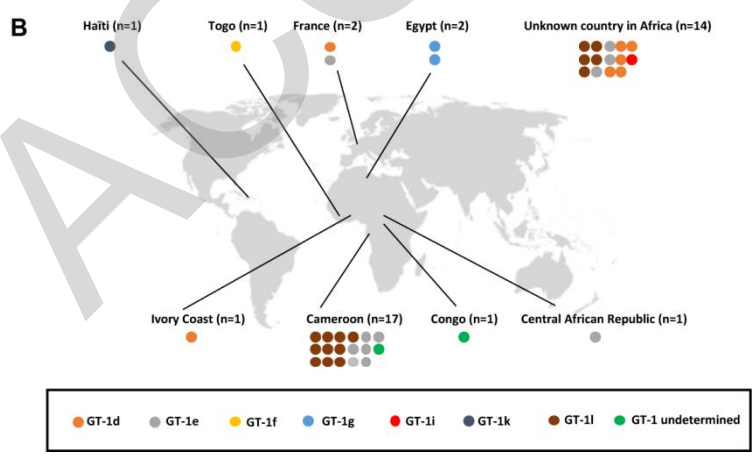 B
Haïti (n=1) Togo (n=1) France (n=2) Egypt (n=2) Unknown country in Africa (n=14)
Ivory Coast (n=1) Cameroon (n=17) Congo (n=1) Central African Republic (n=1)
GT-1d GT-1e GT-1f GT-1g GT-1i GT-1k GT-1l GT-1 undetermined